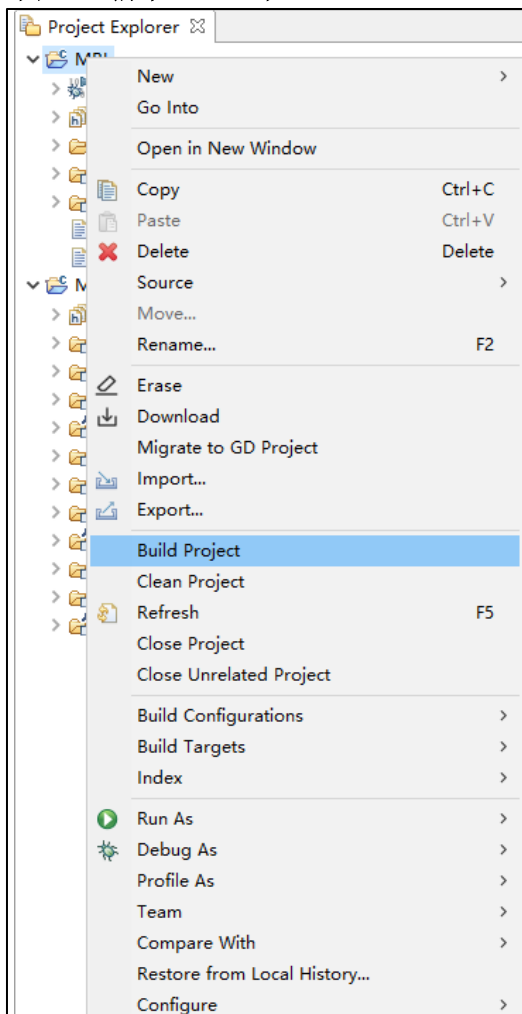 Project Explorer
New
Go Into
Open in New Window
Copy Ctrl+C
Paste Ctrl+V
Delete Delete
Source
Move...
Rename... F2
Erase
Download
Migrate to GD Project
Import...
Export...
Build Project
Clean Project
Refresh F5
Close Project
Close Unrelated Project
Build Configurations
Build Targets
Index
Run As
Debug As
Profile As
Team
Compare With
Restore from Local History...
Configure